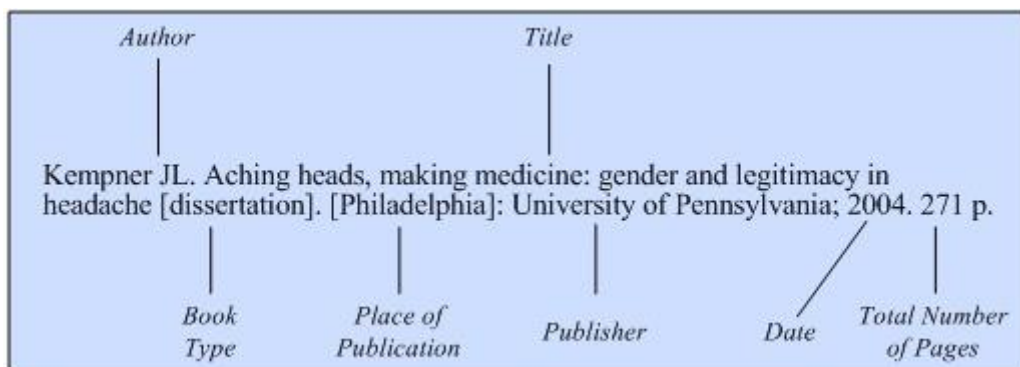 Author Title
Kempner JL. Aching heads, making medicine: gender and legitimacy in
headache [dissertation]. [Philadelphia]: University of Pennsylvania; 2004. 271 p.
Book Place of Publisher Date Total Number
Type Publication of Pages